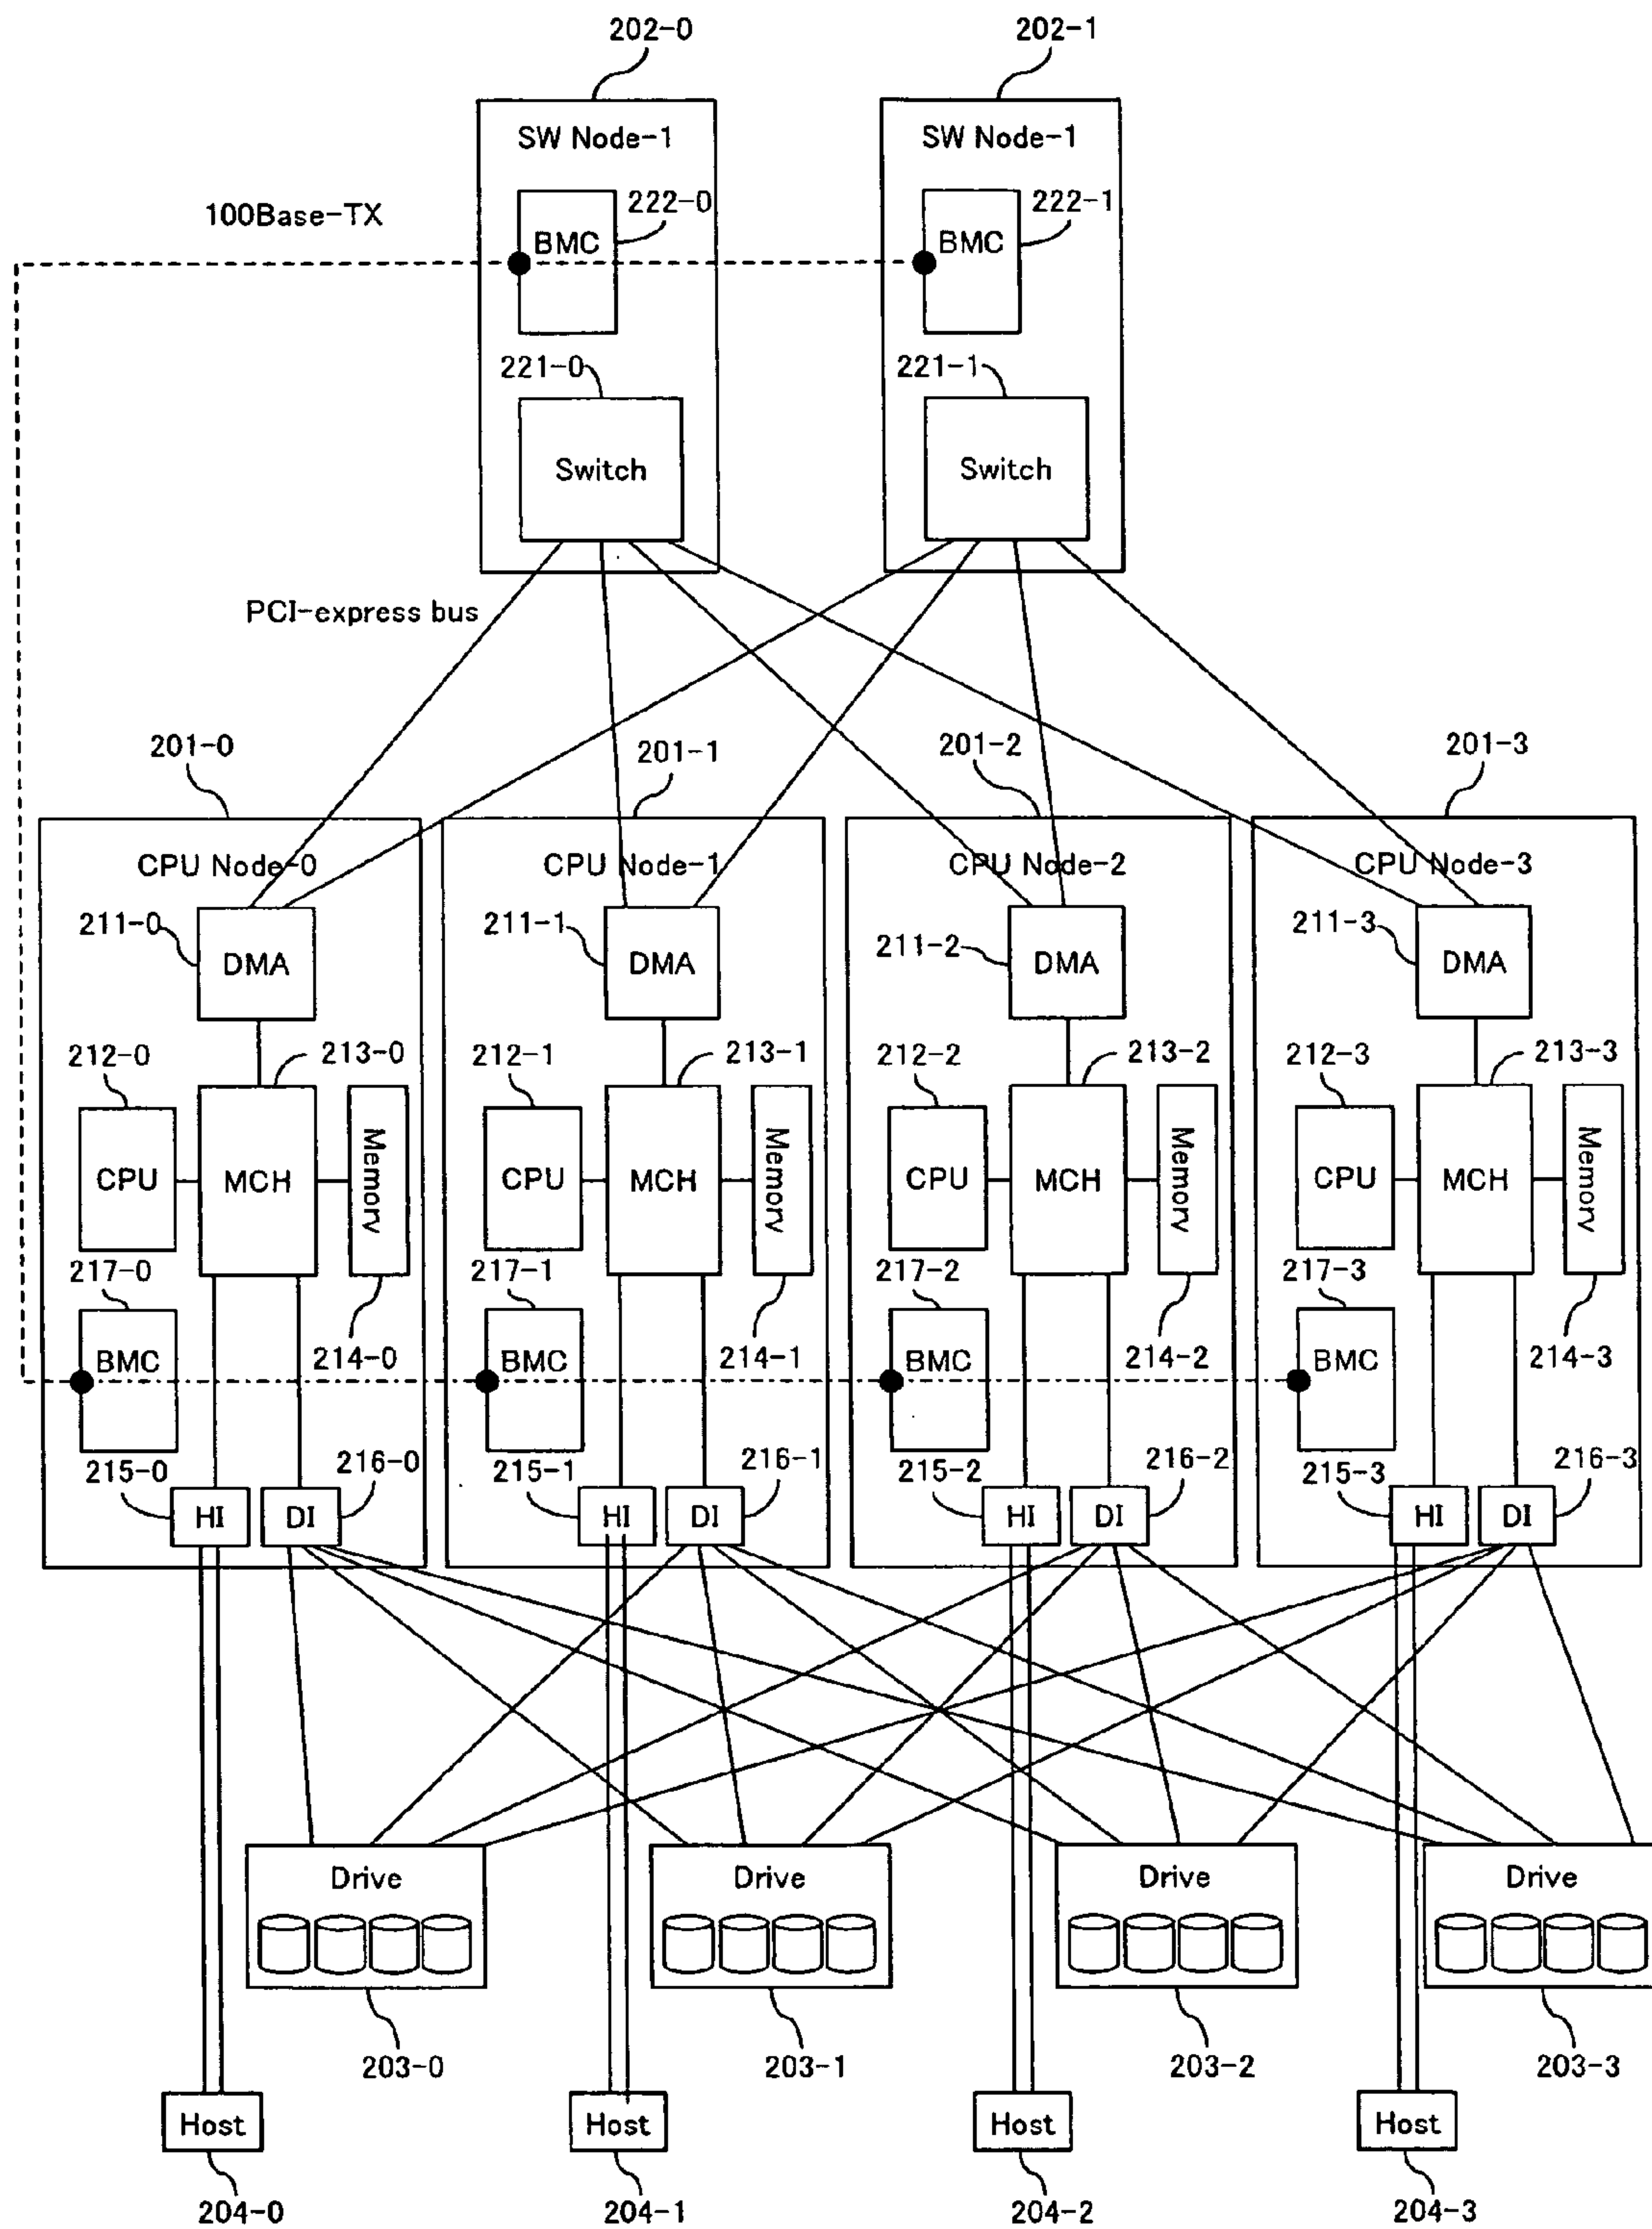 202-0
202-1
SW Node-1
SW Node-1
100Base-TX
222-0
222-1
BMC
BMC
221-0
221-1
Switch
Switch
PCI-express bus
201-0
201-1
201-2
201-3
CPU Node-0
CPU Node-1
CPU Node-2
CPU Node-3
211-0
211-1
211-2
211-3
DMA
DMA
DMA
DMA
212-0
213-0
212-1
213-1
212-2
213-2
212-3
213-3
CPU
MCH
Memory
CPU
MCH
Memory
CPU
MCH
Memory
CPU
MCH
Memory
217-0
217-1
217-2
217-3
BMC
214-0
BMC
214-1
BMC
214-2
BMC
214-3
215-0
216-0
215-1
216-1
215-2
216-2
215-3
216-3
HI
DI
HI
DI
HI
DI
HI
DI
Drive
Drive
Drive
Drive
203-0
203-1
203-2
203-3
Host
Host
Host
Host
204-0
204-1
204-2
204-3